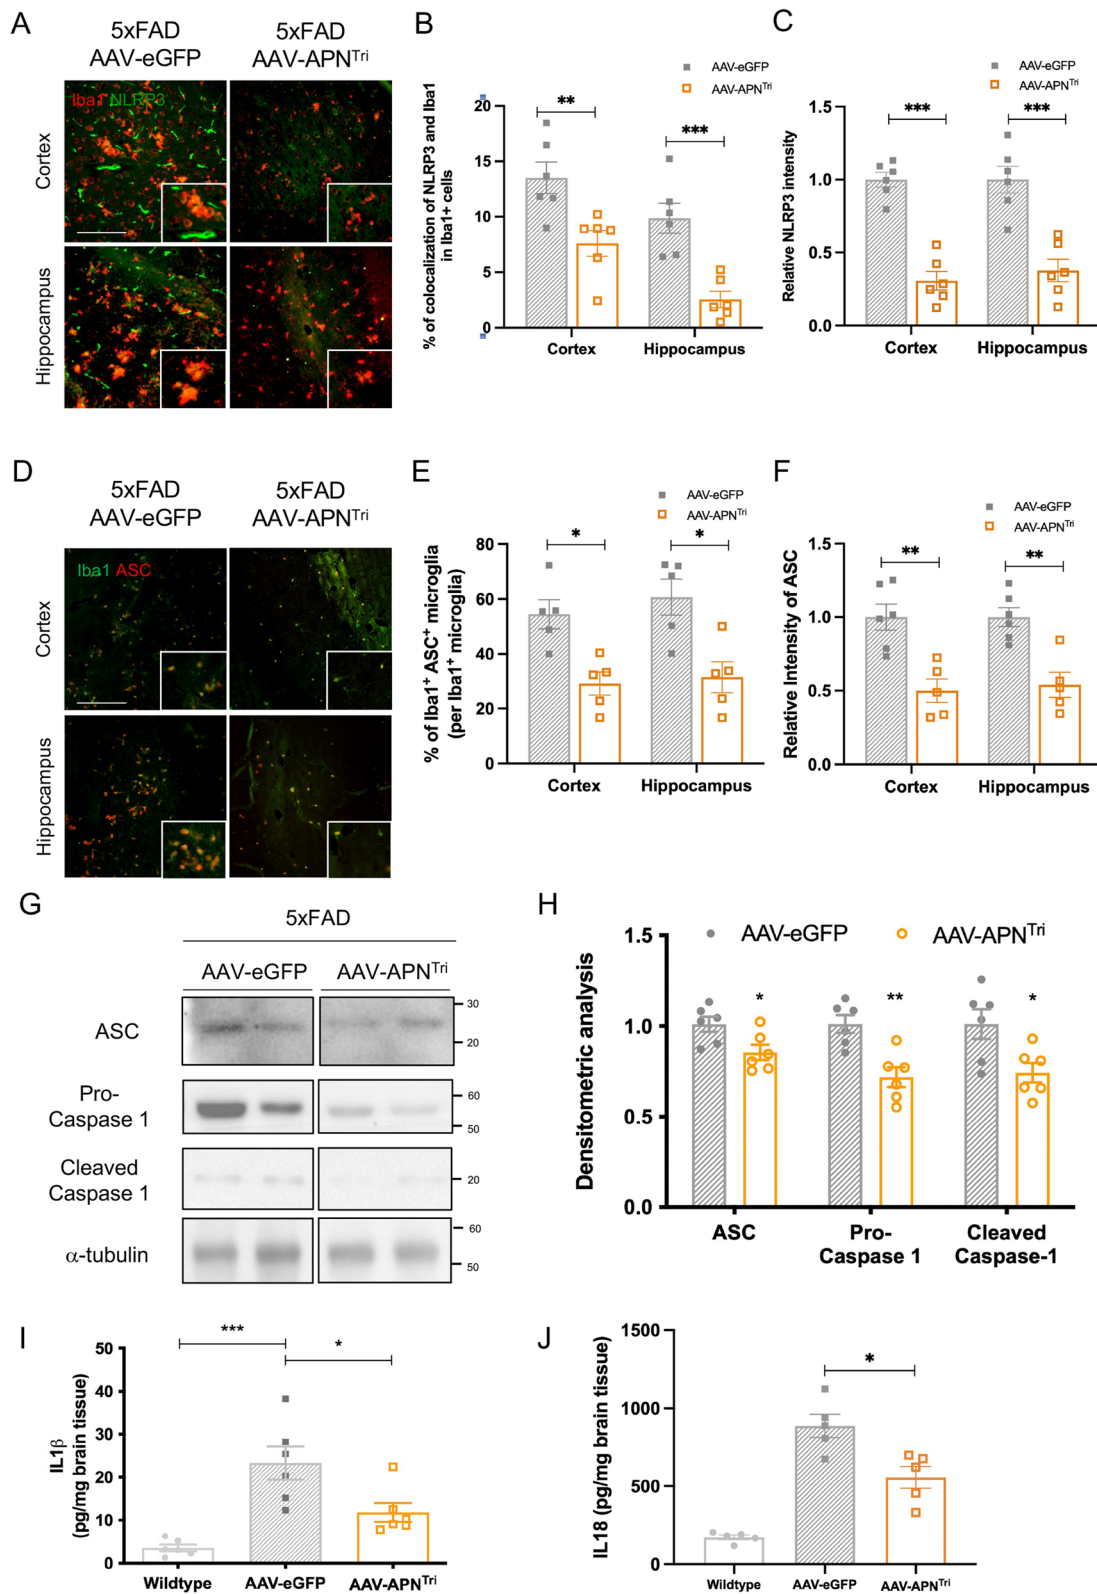 A
5xFAD
AAV-eGFP
5xFAD
AAV-APNTri
Iba1 NLRP3
Cortex
Hippocampus
B
AAV-eGFP
AAV-APNTri
% of colocalization of NLRP3 and Iba1
in Iba1+ cells
20
15
10
5
0
**
***
Cortex
Hippocampus
C
AAV-eGFP
AAV-APNTri
Relative NLRP3 intensity
1.5
1.0
0.5
0.0
***
***
Cortex
Hippocampus
D
5xFAD
AAV-eGFP
5xFAD
AAV-APNTri
Iba1 ASC
Cortex
Hippocampus
E
AAV-eGFP
AAV-APNTri
% of Iba1+ ASC+ microglia
(per Iba1+ microglia)
80
60
40
20
0
*
*
Cortex
Hippocampus
F
AAV-eGFP
AAV-APNTri
Relative Intensity of ASC
1.5
1.0
0.5
0.0
**
**
Cortex
Hippocampus
G
5xFAD
AAV-eGFP
AAV-APNTri
ASC
30
20
Pro-
Caspase 1
60
50
Cleaved
Caspase 1
20
α-tubulin
60
50
H
AAV-eGFP
AAV-APNTri
Densitometric analysis
1.5
1.0
0.5
0.0
*
**
*
ASC
Pro-
Caspase 1
Cleaved
Caspase-1
I
IL1β
(pg/mg brain tissue)
50
40
30
20
10
0
***
*
Wildtype
AAV-eGFP
AAV-APNTri
J
IL18 (pg/mg brain tissue)
1500
1000
500
0
*
Wildtype
AAV-eGFP
AAV-APNTri